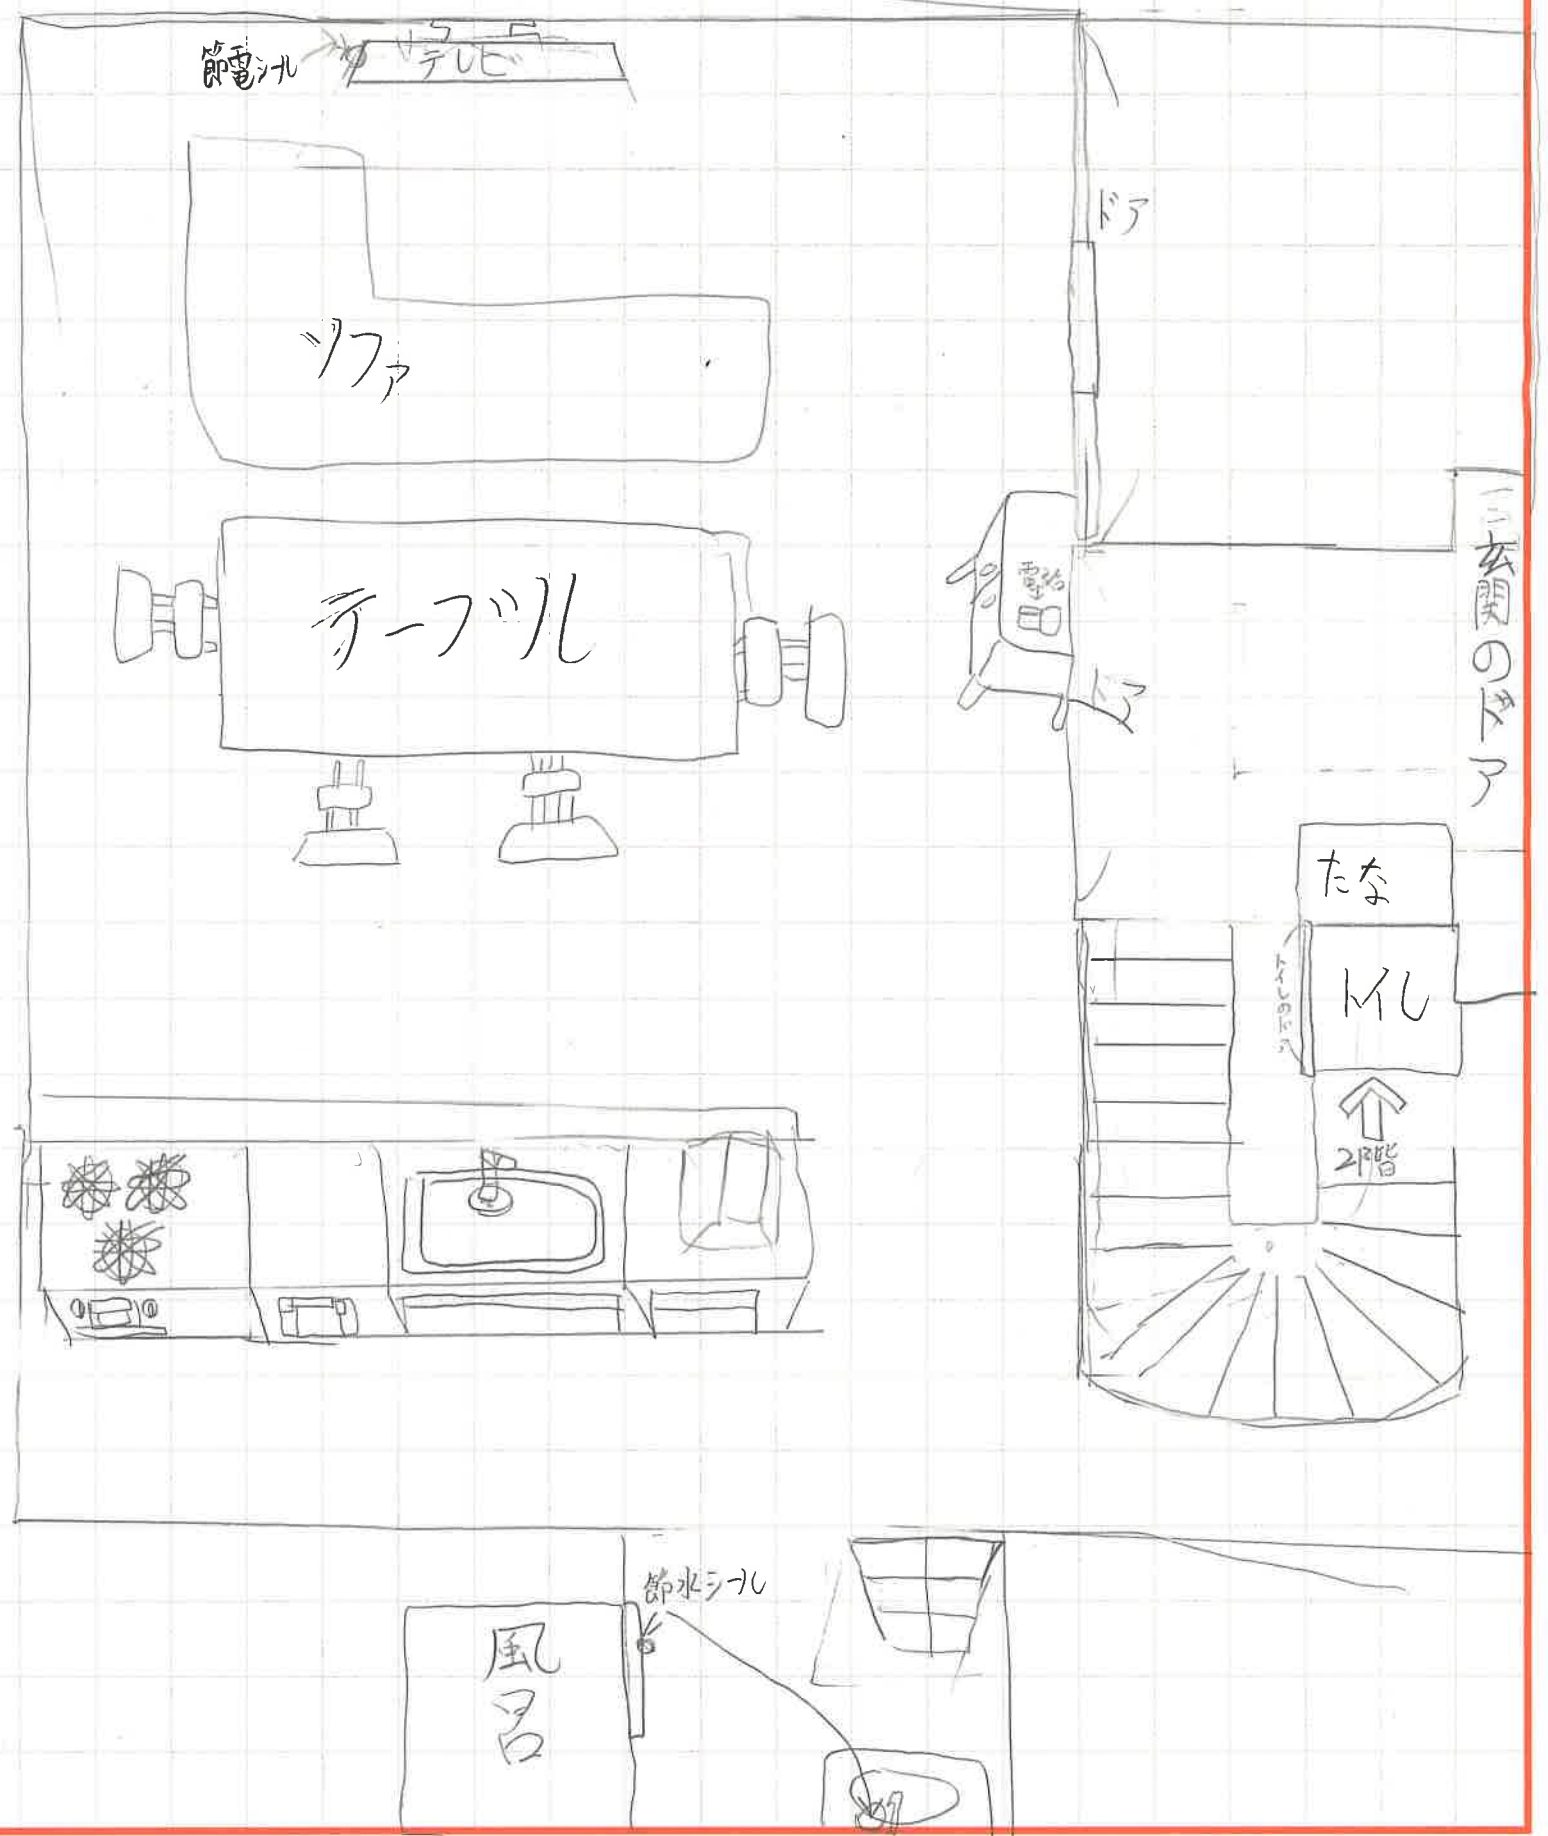 節電シール
テレビ
ドア
ソファ
テーブル
玄関のドア
ドア
たな
トイレ
トイレのドア
2階
節水シール
風呂